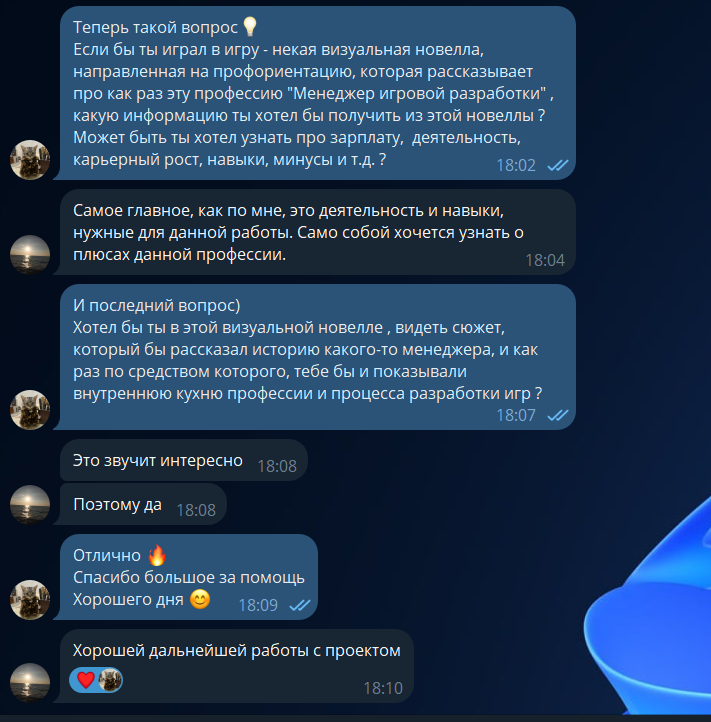 Теперь такой вопрос💡
Если бы ты играл в игру - некая визуальная новелла,
направленная на профориентацию, которая рассказывает
про как раз эту профессию "Менеджер игровой разработки" ,
какую информацию ты хотел бы получить из этой новеллы ?
Может быть ты хотел узнать про зарплату,  деятельность,
карьерный рост, навыки, минусы и т.д. ?
18:02
Самое главное, как по мне, это деятельность и навыки,
нужные для данной работы. Само собой хочется узнать о
плюсах данной профессии.
18:04
И последний вопрос)
Хотел бы ты в этой визуальной новелле , видеть сюжет,
который бы рассказал историю какого-то менеджера, и как
раз по средством которого, тебе бы и показывали
внутреннюю кухню профессии и процесса разработки игр ?
18:07
Это звучит интересно 18:08
Поэтому да 18:08
Отлично 🔥
Спасибо большое за помощь
Хорошего дня 😊 18:09
Хорошей дальнейшей работы с проектом
18:10